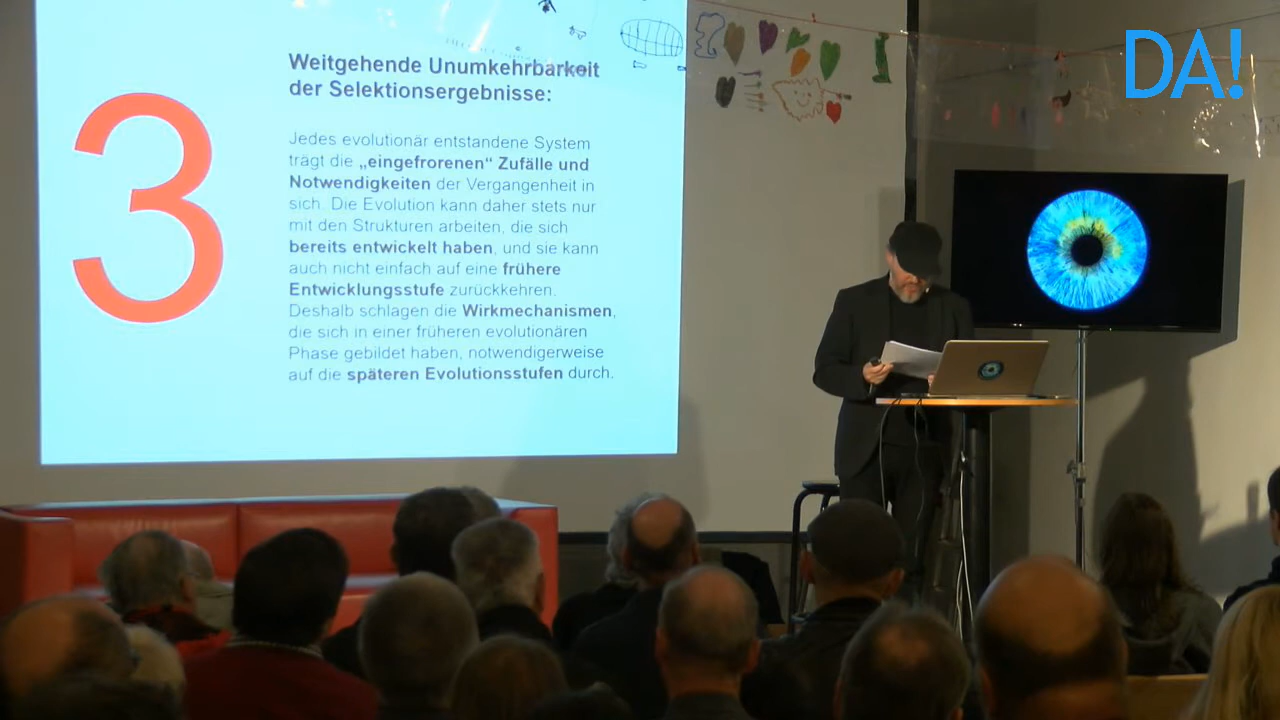 DA!
3
Weitgehende Unumkehrbarkeit
der Selektionsergebnisse:
Jedes evolutionär entstandene System
trägt die „eingefrorenen“ Zufälle und
Notwendigkeiten der Vergangenheit in
sich. Die Evolution kann daher stets nur
mit den Strukturen arbeiten, die sich
bereits entwickelt haben, und sie kann
auch nicht einfach auf eine frühere
Entwicklungsstufe zurückkehren.
Deshalb schlagen die Wirkmechanismen,
die sich in einer früheren evolutionären
Phase gebildet haben, notwendigerweise
auf die späteren Evolutionsstufen durch.